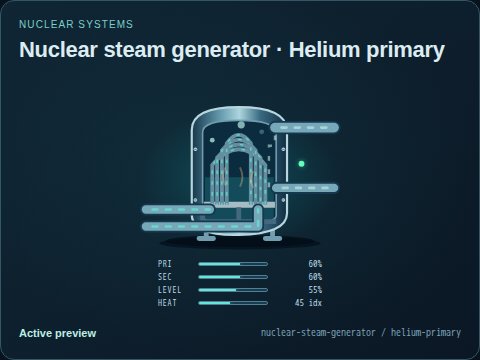 NUCLEAR SYSTEMS
Nuclear steam generator · Helium primary
PRI 60%
SEC 60%
LEVEL 55%
HEAT 45 idx
Active preview nuclear-steam-generator / helium-primary